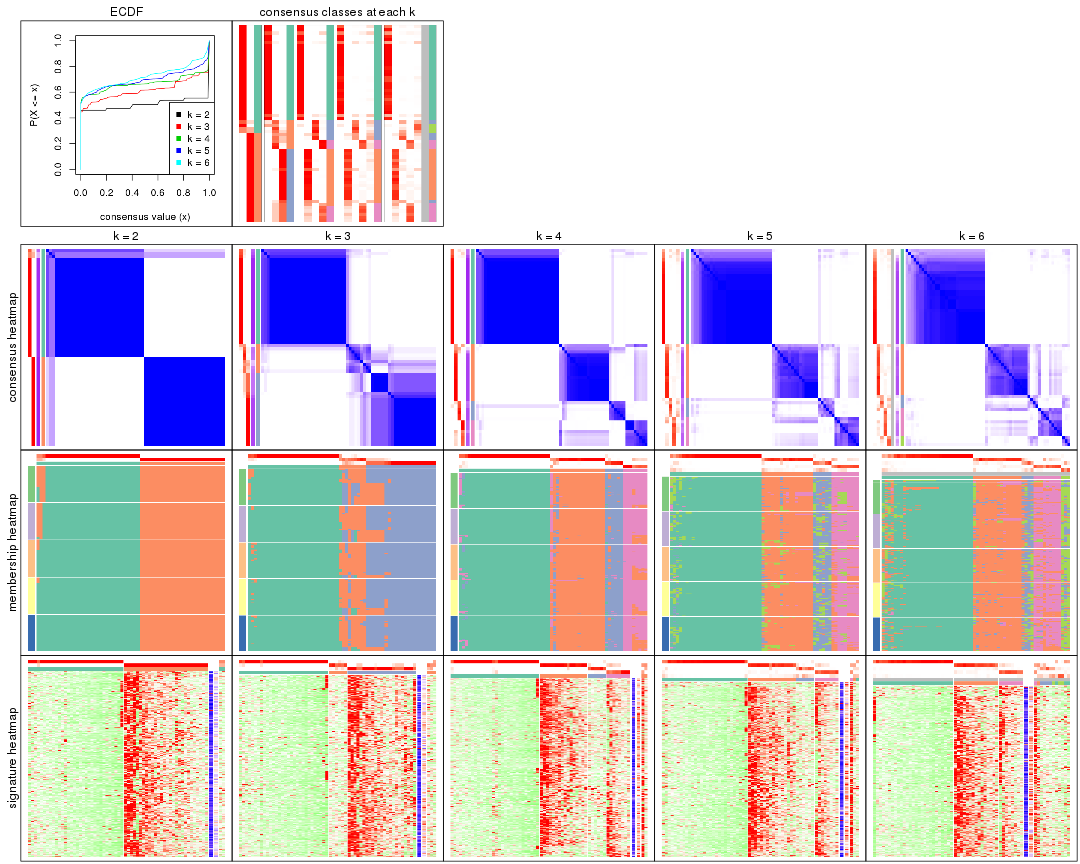 ECDF
consensus classes at each k
P(X <= x)
1.0
0.8
0.6
0.4
0.2
0.0
k = 2
k = 3
k = 4
k = 5
k = 6
0.0 0.2 0.4 0.6 0.8 1.0
consensus value (x)
k = 2
k = 3
k = 4
k = 5
k = 6
consensus heatmap
membership heatmap
signature heatmap